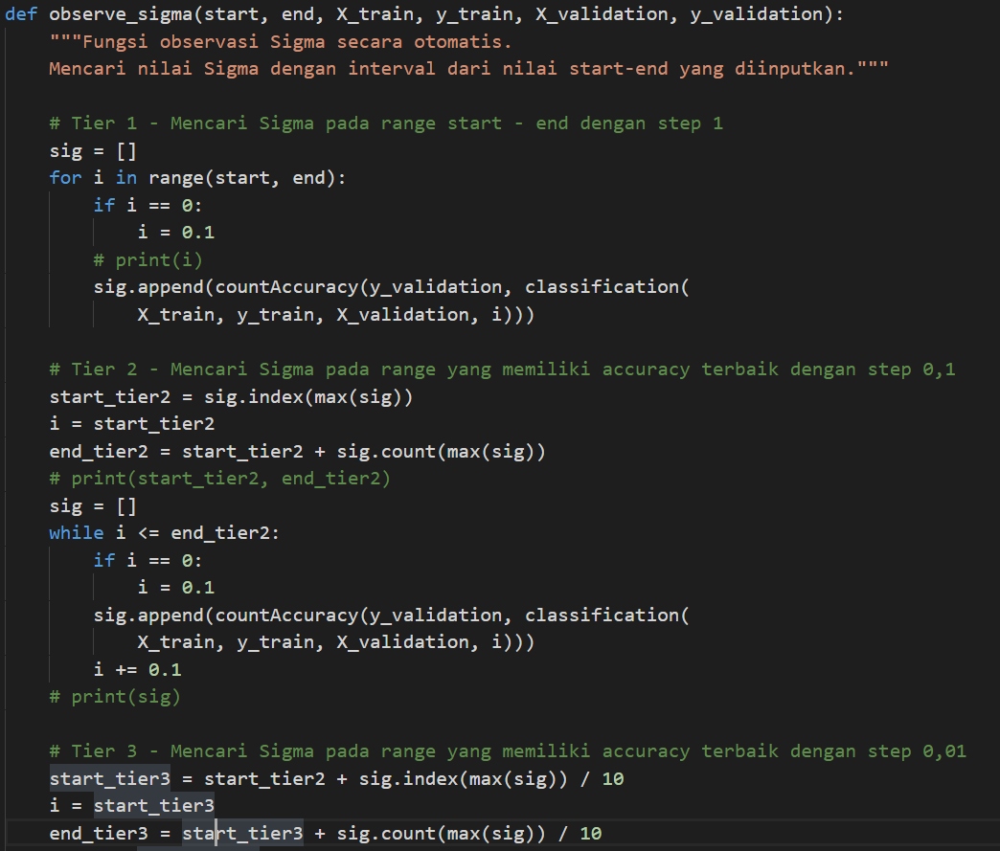 def observe_sigma(start, end, X_train, y_train, X_validation, y_validation):
    """Fungsi observasi Sigma secara otomatis.
    Mencari nilai Sigma dengan interval dari nilai start-end yang diinputkan."""

    # Tier 1 - Mencari Sigma pada range start - end dengan step 1
    sig = []
    for i in range(start, end):
        if i == 0:
            i = 0.1
        # print(i)
        sig.append(countAccuracy(y_validation, classification(
            X_train, y_train, X_validation, i)))

    # Tier 2 - Mencari Sigma pada range yang memiliki accuracy terbaik dengan step 0,1
    start_tier2 = sig.index(max(sig))
    i = start_tier2
    end_tier2 = start_tier2 + sig.count(max(sig))
    # print(start_tier2, end_tier2)
    sig = []
    while i <= end_tier2:
        if i == 0:
            i = 0.1
        sig.append(countAccuracy(y_validation, classification(
            X_train, y_train, X_validation, i)))
        i += 0.1
    # print(sig)

    # Tier 3 - Mencari Sigma pada range yang memiliki accuracy terbaik dengan step 0,01
    start_tier3 = start_tier2 + sig.index(max(sig)) / 10
    i = start_tier3
    end_tier3 = start_tier3 + sig.count(max(sig)) / 10